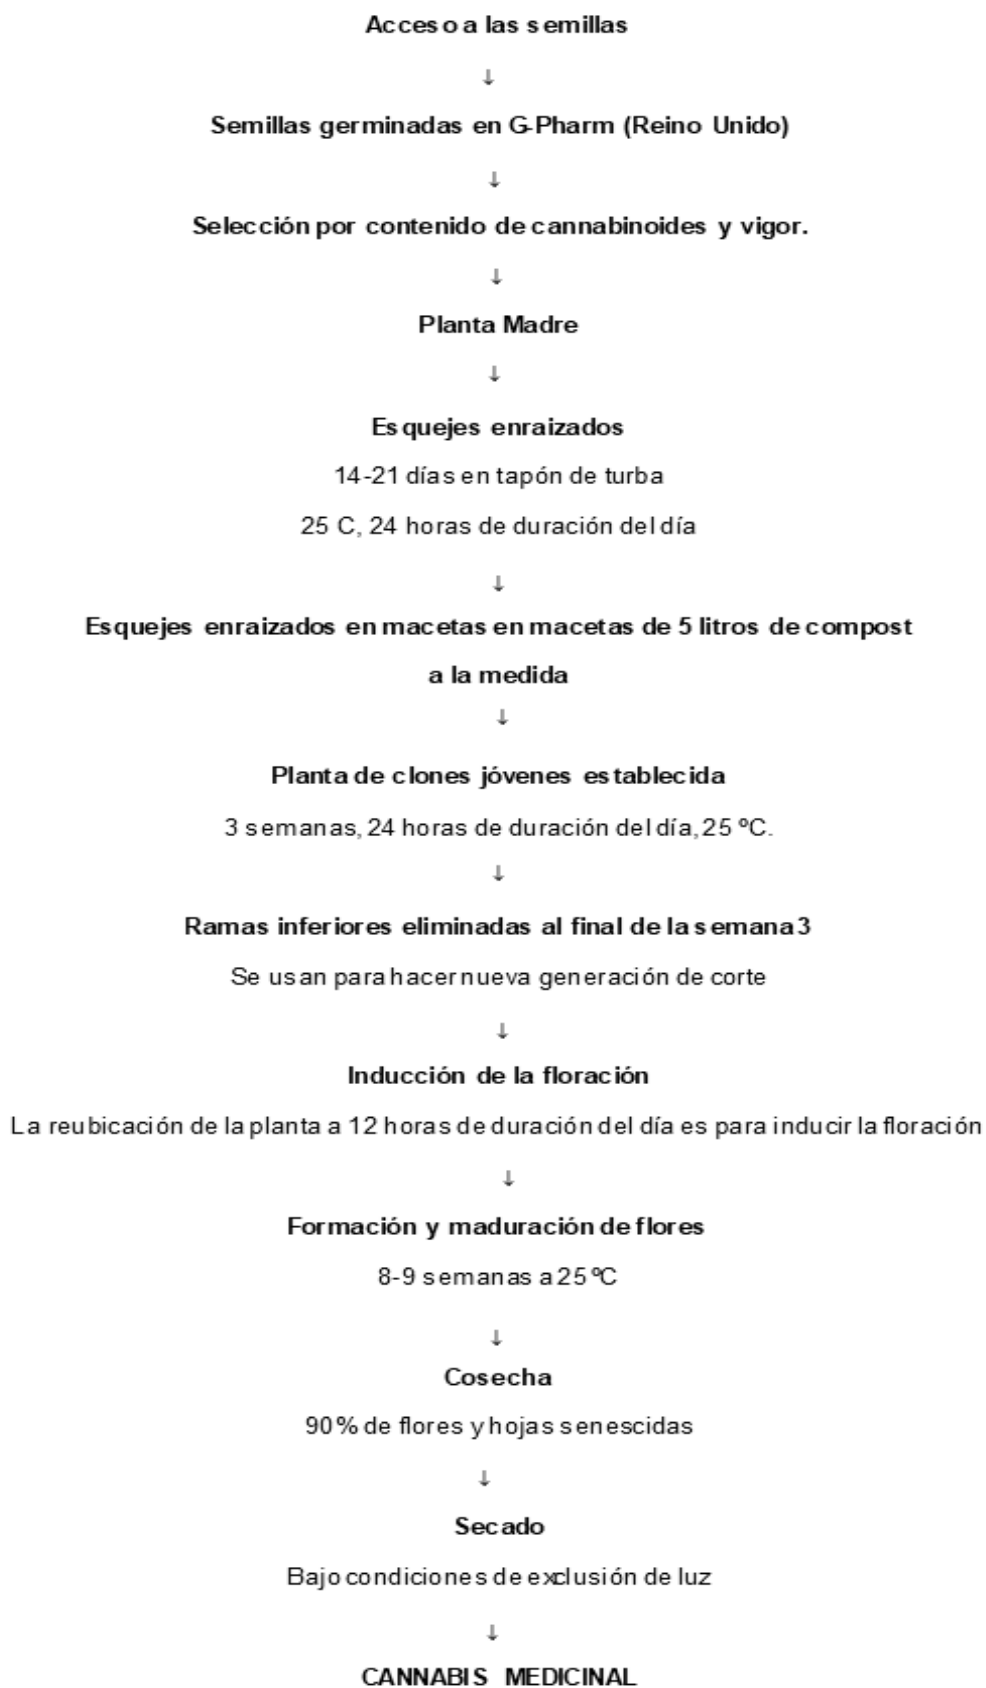 Acceso a las semillas
↓
Semillas germinadas en G-Pharm (Reino Unido)
↓
Selección por contenido de cannabinoides y vigor.
↓
Planta Madre
↓
Esquejes enraizados
14-21 días en tapón de turba
25 C, 24 horas de duración del día
↓
Esquejes enraizados en macetas en macetas de 5 litros de compost
a la medida
↓
Planta de clones jóvenes establecida
3 semanas, 24 horas de duración del día, 25 ºC.
↓
Ramas inferiores eliminadas al final de la semana 3
Se usan para hacer nueva generación de corte
↓
Inducción de la floración
La reubicación de la planta a 12 horas de duración del día es para inducir la floración
↓
Formación y maduración de flores
8-9 semanas a 25 ºC
↓
Cosecha
90% de flores y hojas senescidas
↓
Secado
Bajo condiciones de exclusión de luz
↓
CANNABIS MEDICINAL